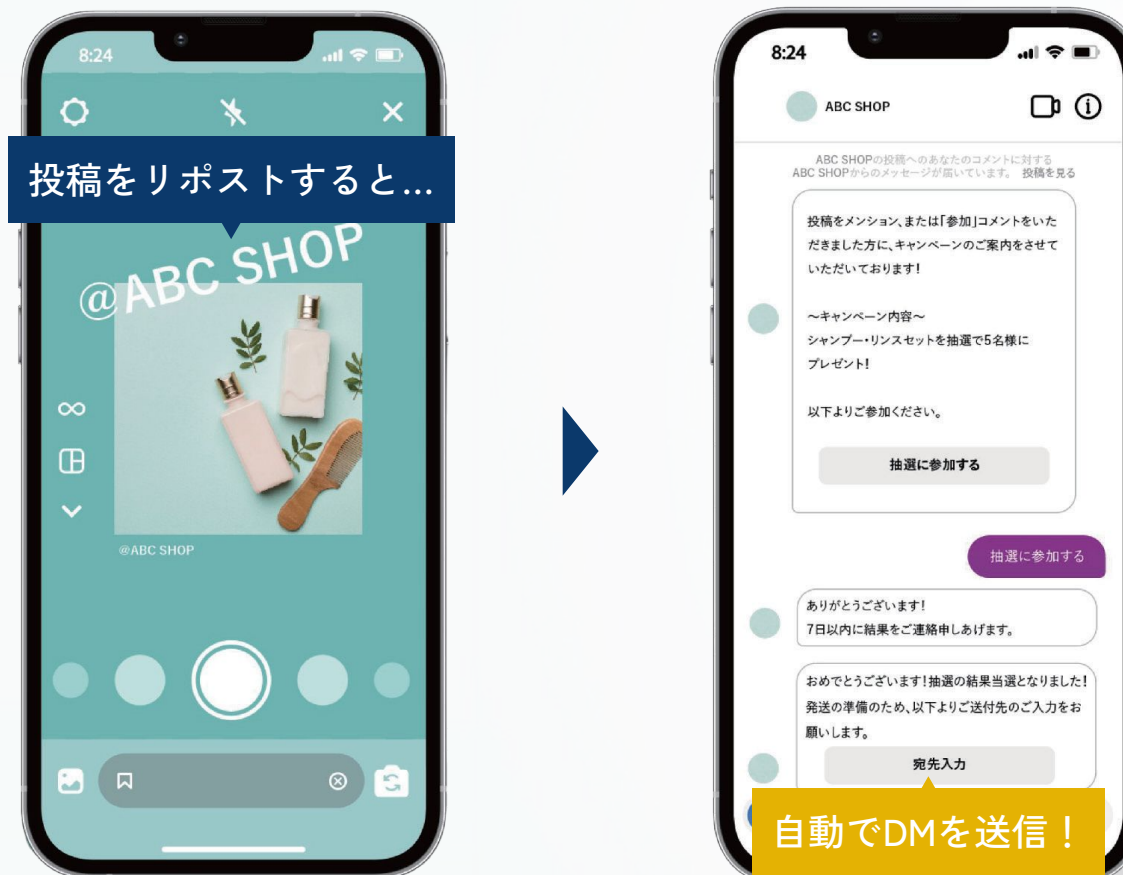 8:24
投稿をリポストすると...
@ABC SHOP
@ABC SHOP
8:24
ABC SHOP
ABC SHOPの投稿へのあなたのコメントに対する
ABC SHOPからのメッセージが届いています。 投稿を見る
投稿をメンション、または「参加」コメントをいた
だきました方に、キャンペーンのご案内をさせて
いただいております!
〜キャンペーン内容〜
シャンプー・リンスセットを抽選で5名様に
プレゼント!
以下よりご参加ください。
抽選に参加する
抽選に参加する
ありがとうございます!
7日以内に結果をご連絡申しあげます。
おめでとうございます!抽選の結果当選となりました!
発送の準備のため、以下よりご送付先のご入力をお
願いします。
宛先入力
自動でDMを送信！